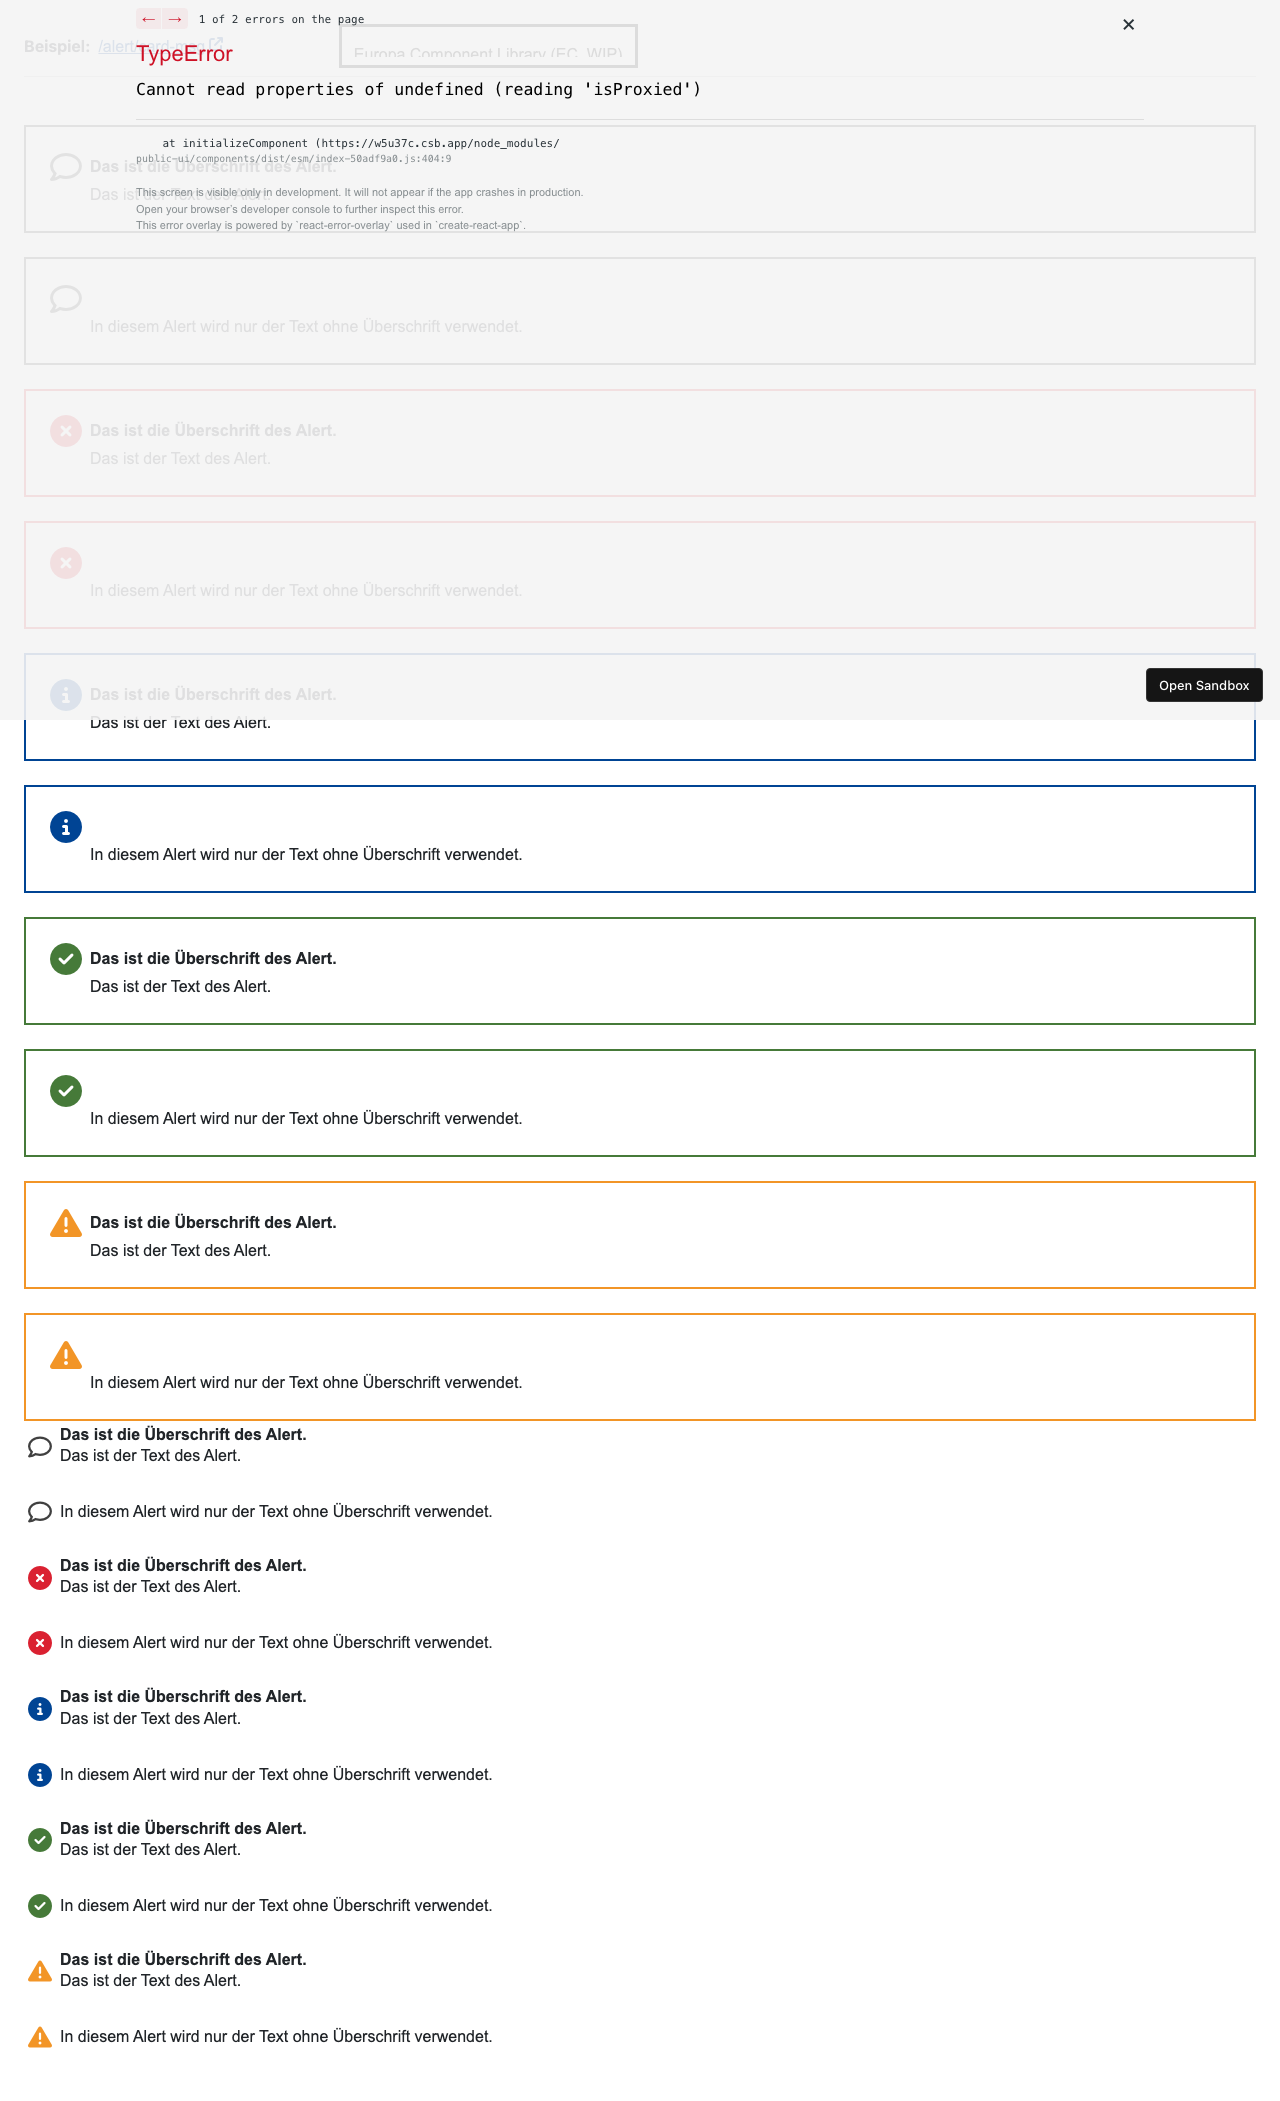 ← → 1 of 2 errors on the page
✕
Beispiel: /alert/card-msg
Europa Component Library (EC, WIP)
TypeError
Cannot read properties of undefined (reading 'isProxied')
at initializeComponent (https://w5u37c.csb.app/node_modules/
public-ui/components/dist/esm/index-50adf9a0.js:404:9
Das ist die Überschrift des Alert.
This screen is visible only in development. It will not appear if the app crashes in production.
Das ist der Text des Alert.
Open your browser's developer console to further inspect this error.
This error overlay is powered by `react-error-overlay` used in `create-react-app`.
In diesem Alert wird nur der Text ohne Überschrift verwendet.
Das ist die Überschrift des Alert.
Das ist der Text des Alert.
In diesem Alert wird nur der Text ohne Überschrift verwendet.
Das ist die Überschrift des Alert.
Open Sandbox
Das ist der Text des Alert.
In diesem Alert wird nur der Text ohne Überschrift verwendet.
Das ist die Überschrift des Alert.
Das ist der Text des Alert.
In diesem Alert wird nur der Text ohne Überschrift verwendet.
Das ist die Überschrift des Alert.
Das ist der Text des Alert.
In diesem Alert wird nur der Text ohne Überschrift verwendet.
Das ist die Überschrift des Alert.
Das ist der Text des Alert.
In diesem Alert wird nur der Text ohne Überschrift verwendet.
Das ist die Überschrift des Alert.
Das ist der Text des Alert.
In diesem Alert wird nur der Text ohne Überschrift verwendet.
Das ist die Überschrift des Alert.
Das ist der Text des Alert.
In diesem Alert wird nur der Text ohne Überschrift verwendet.
Das ist die Überschrift des Alert.
Das ist der Text des Alert.
In diesem Alert wird nur der Text ohne Überschrift verwendet.
Das ist die Überschrift des Alert.
Das ist der Text des Alert.
In diesem Alert wird nur der Text ohne Überschrift verwendet.